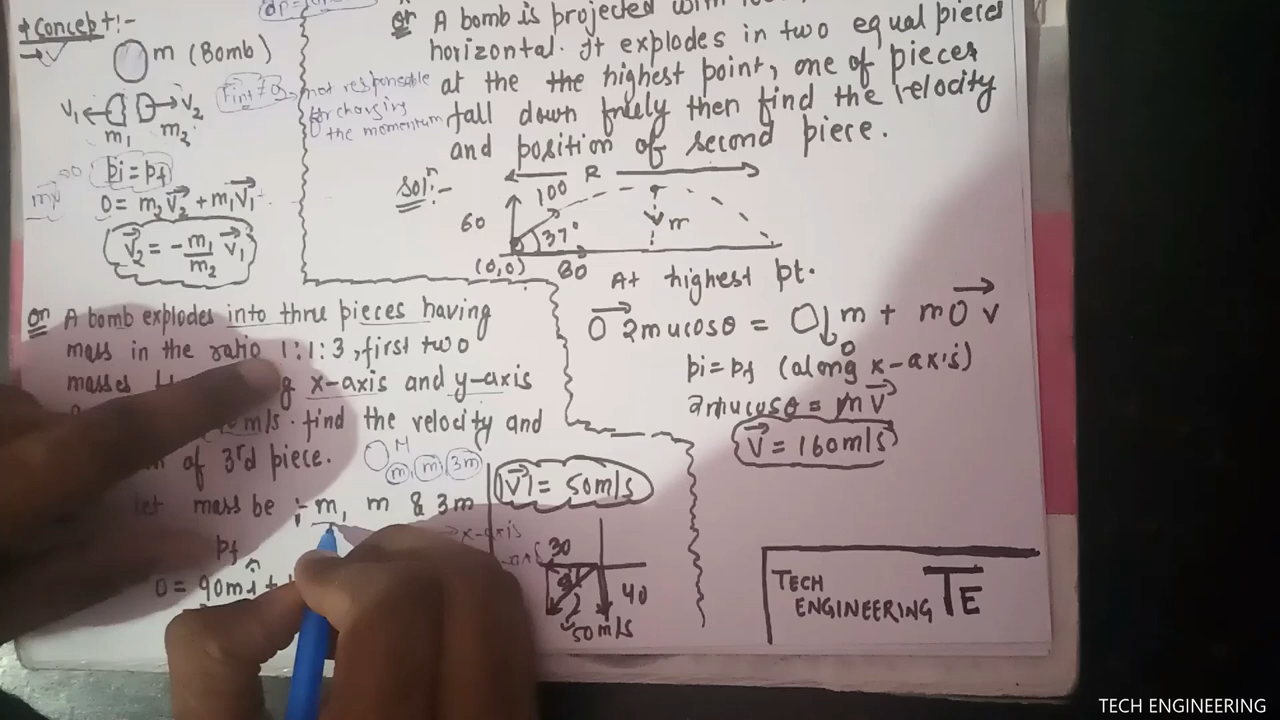 Concept:-
m (Bomb)
V₁ V₂
m₁ m₂
pi = pf
0 = m₂V₂ + m₁V₁
V₂ = -m₁/m₂ V₁
Fint ≠ 0 → not responsable
for changing
the momentum
Qn A bomb explodes into three pieces having
mass in the ratio 1:1:3, first two
masses x-axis and y-axis
m/s. find the velocity and
of 3rd piece.
M
m, m, 3m
let mass be :- m, m & 3m
pf
→ x-axis
0 = 90mî +
|V| = 50m/s
30
40
50m/s
Qn A bomb is projected with
horizontal. It explodes in two equal pieces
at the the highest point, one of pieces
fall down freely then find the velocity
and position of second piece.
Solⁿ:-
R
100
60
37°
m
(0,0) 80
At highest pt.
2mucosθ = m + m V
0
pi = pf (along x-axis)
2mucosθ = mV
V = 160m/s
TECH
ENGINEERING TE
TECH ENGINEERING